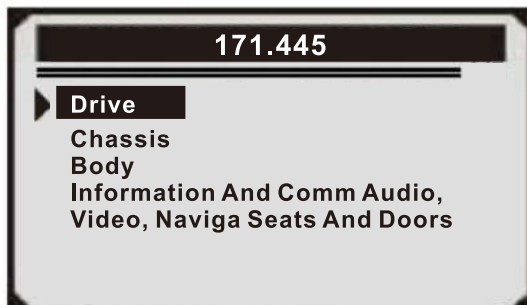 171.445
Drive
Chassis
Body
Information And Comm Audio,
Video, Naviga Seats And Doors